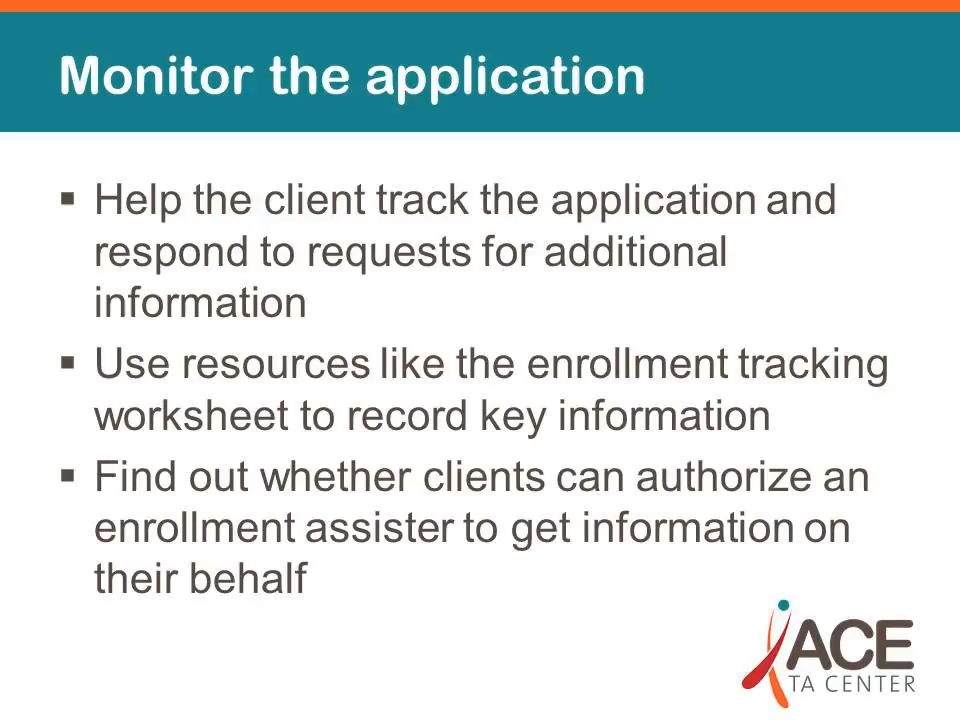 Monitor the application
▪ Help the client track the application and
respond to requests for additional
information
▪ Use resources like the enrollment tracking
worksheet to record key information
▪ Find out whether clients can authorize an
enrollment assister to get information on
their behalf
ACE
TA CENTER